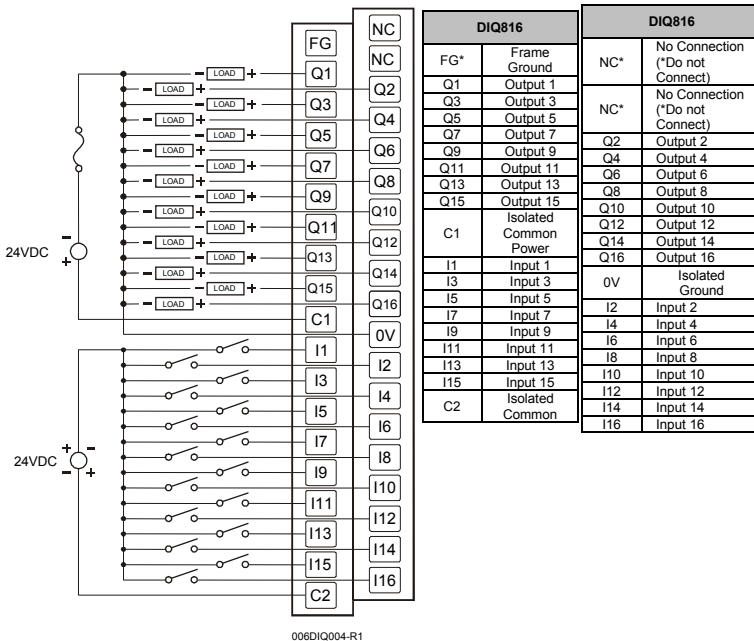 NC
FG
NC
− LOAD + Q1
− LOAD + Q2
− LOAD + Q3
− LOAD + Q4
− LOAD + Q5
− LOAD + Q6
− LOAD + Q7
− LOAD + Q8
− LOAD + Q9
− LOAD + Q10
− LOAD + Q11
− LOAD + Q12
− LOAD + Q13
− LOAD + Q14
− LOAD + Q15
− LOAD + Q16
−
24VDC
+
C1
0V
I1
I2
I3
I4
I5
I6
I7
I8
+ −
24VDC
− +
I9
I10
I11
I12
I13
I14
I15
I16
C2
006DIQ004-R1
DIQ816
FG* Frame
Ground
Q1 Output 1
Q3 Output 3
Q5 Output 5
Q7 Output 7
Q9 Output 9
Q11 Output 11
Q13 Output 13
Q15 Output 15
C1 Isolated
Common
Power
I1 Input 1
I3 Input 3
I5 Input 5
I7 Input 7
I9 Input 9
I11 Input 11
I13 Input 13
I15 Input 15
C2 Isolated
Common
DIQ816
NC* No Connection
(*Do not
Connect)
NC* No Connection
(*Do not
Connect)
Q2 Output 2
Q4 Output 4
Q6 Output 6
Q8 Output 8
Q10 Output 10
Q12 Output 12
Q14 Output 14
Q16 Output 16
0V Isolated
Ground
I2 Input 2
I4 Input 4
I6 Input 6
I8 Input 8
I10 Input 10
I12 Input 12
I14 Input 14
I16 Input 16